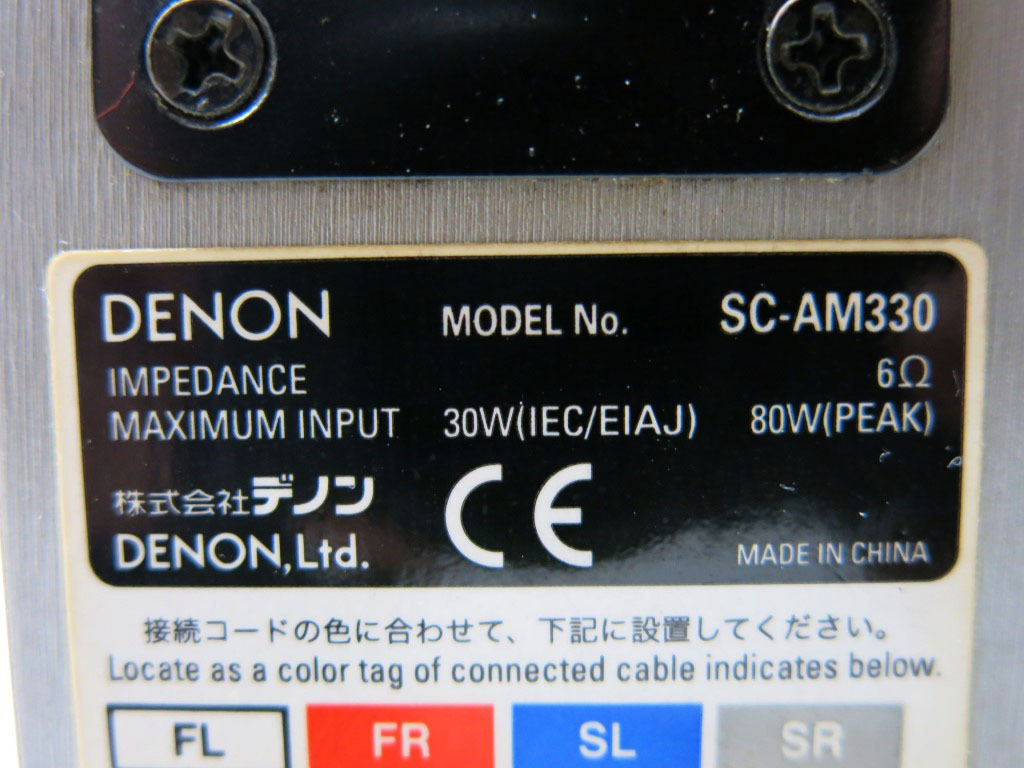 DENON MODEL No. SC-AM330
IMPEDANCE 6Ω
MAXIMUM INPUT 30W(IEC/EIAJ) 80W(PEAK)
株式会社デノン
DENON,Ltd. CE MADE IN CHINA
接続コードの色に合わせて、下記に設置してください。
Locate as a color tag of connected cable indicates below.
FL FR SL SR